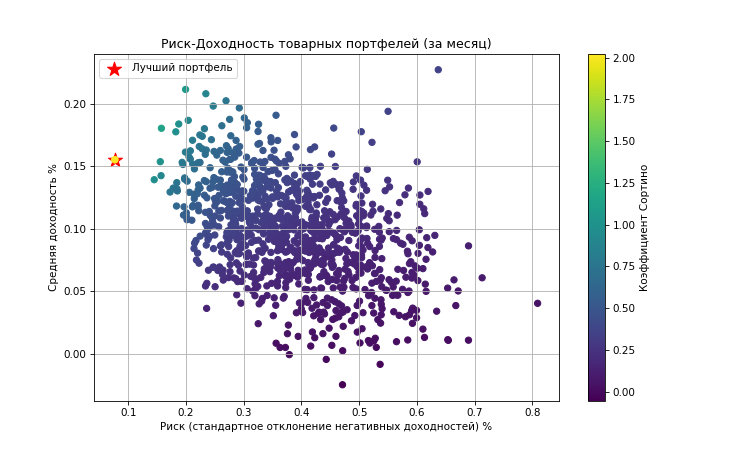 Риск-Доходность товарных портфелей (за месяц)
Лучший портфель
Средняя доходность %
0.20
0.15
0.10
0.05
0.00
0.1 0.2 0.3 0.4 0.5 0.6 0.7 0.8
Риск (стандартное отклонение негативных доходностей) %
2.00
1.75
1.50
1.25
1.00
0.75
0.50
0.25
0.00
Коэффициент Сортино